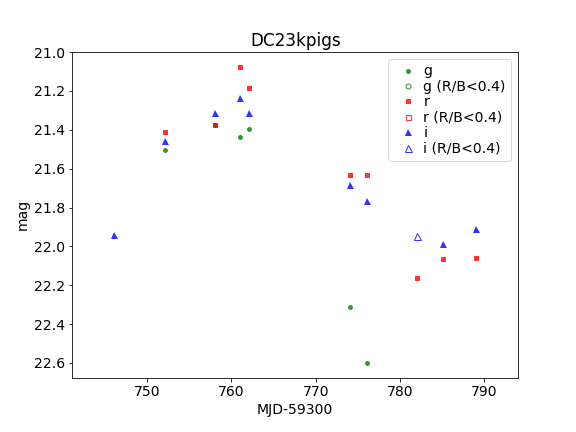 DC23kpigs
21.0
21.2
21.4
21.6
21.8
22.0
22.2
22.4
22.6
mag
g
g (R/B<0.4)
r
r (R/B<0.4)
i
i (R/B<0.4)
750 760 770 780 790
MJD-59300